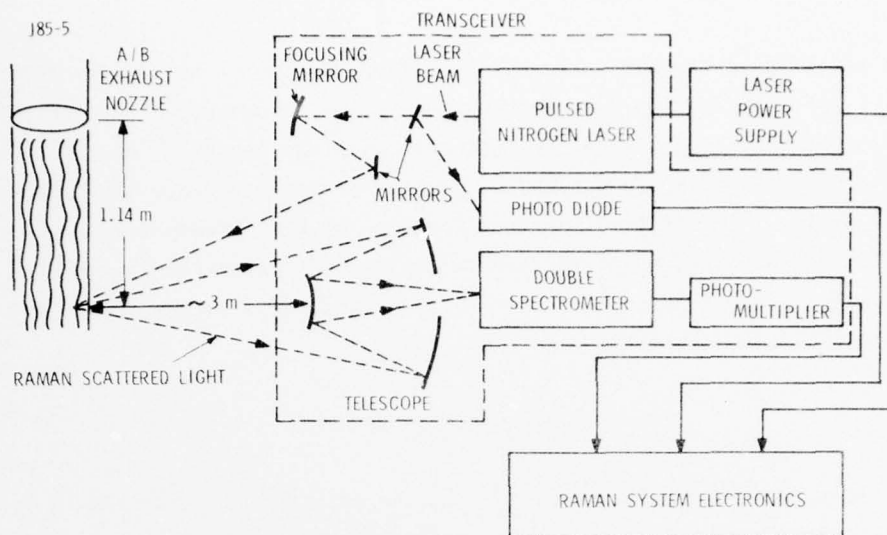 TRANSCEIVER
J85-5
A/B
EXHAUST
NOZZLE
FOCUSING
MIRROR
LASER
BEAM
PULSED
NITROGEN LASER
LASER
POWER
SUPPLY
MIRRORS
1.14 m
PHOTO DIODE
DOUBLE
SPECTROMETER
PHOTO-
MULTIPLIER
~ 3 m
RAMAN SCATTERED LIGHT
TELESCOPE
RAMAN SYSTEM ELECTRONICS